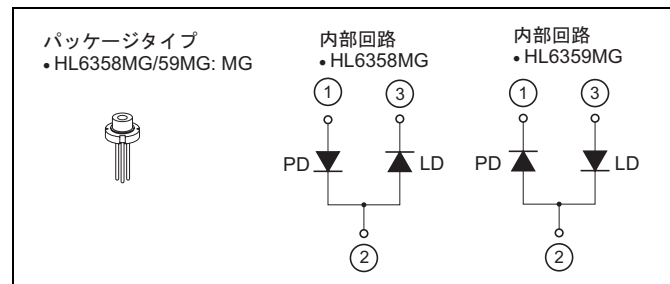 パッケージタイプ
• HL6358MG/59MG: MG
内部回路
• HL6358MG
1 3
PD LD
2
内部回路
• HL6359MG
1 3
PD LD
2